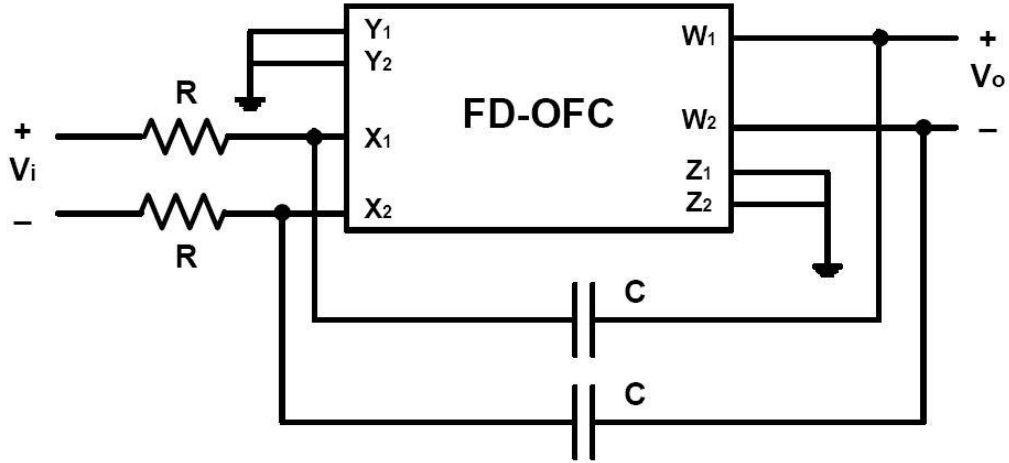 Y1
W1
+
Y2
Vo
R
FD-OFC
+
X1
W2
–
Vi
Z1
–
X2
Z2
R
C
C